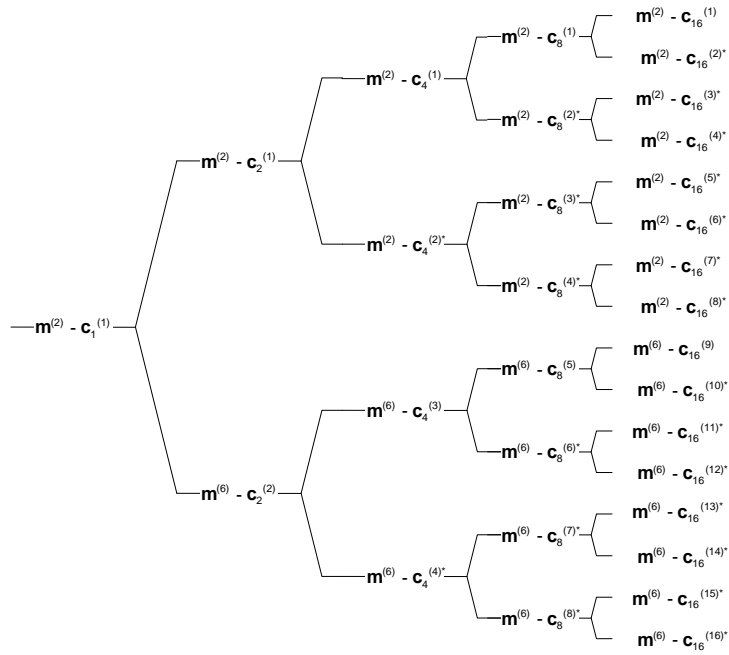 m(2) - c16(1)
m(2) - c8(1)
m(2) - c16(2)*
m(2) - c4(1)
m(2) - c16(3)*
m(2) - c8(2)*
m(2) - c16(4)*
m(2) - c2(1)
m(2) - c16(5)*
m(2) - c8(3)*
m(2) - c16(6)*
m(2) - c4(2)*
m(2) - c16(7)*
m(2) - c8(4)*
m(2) - c16(8)*
m(2) - c1(1)
m(6) - c16(9)
m(6) - c8(5)
m(6) - c16(10)*
m(6) - c4(3)
m(6) - c16(11)*
m(6) - c8(6)*
m(6) - c16(12)*
m(6) - c2(2)
m(6) - c16(13)*
m(6) - c8(7)*
m(6) - c16(14)*
m(6) - c4(4)*
m(6) - c16(15)*
m(6) - c8(8)*
m(6) - c16(16)*